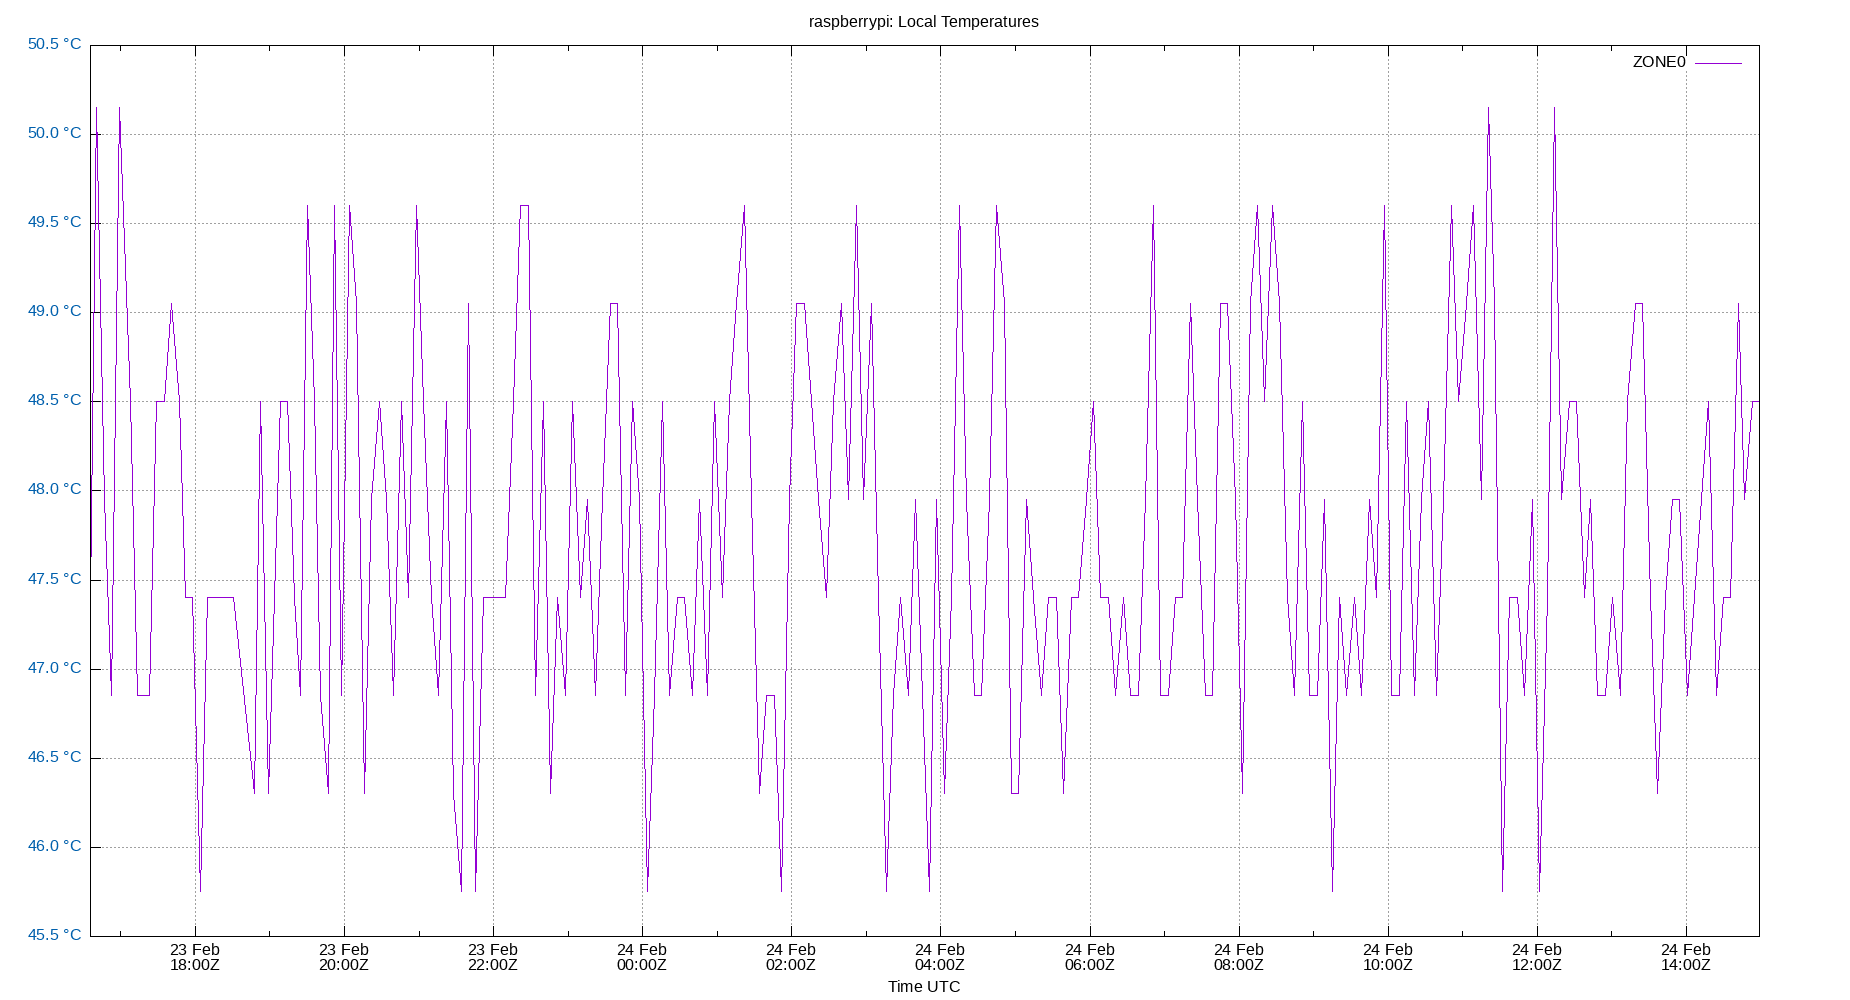 raspberrypi: Local Temperatures
ZONE0
50.5 °C
50.0 °C
49.5 °C
49.0 °C
48.5 °C
48.0 °C
47.5 °C
47.0 °C
46.5 °C
46.0 °C
45.5 °C
23 Feb 23 Feb 23 Feb 24 Feb 24 Feb 24 Feb 24 Feb 24 Feb 24 Feb 24 Feb 24 Feb
18:00Z 20:00Z 22:00Z 00:00Z 02:00Z 04:00Z 06:00Z 08:00Z 10:00Z 12:00Z 14:00Z
Time UTC